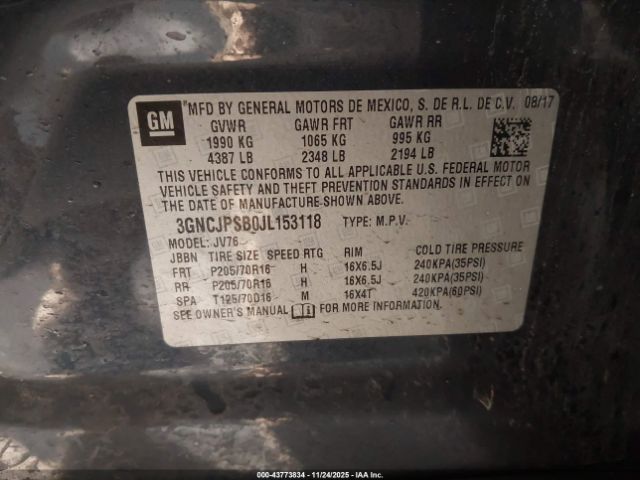 GM
MFD BY GENERAL MOTORS DE MEXICO, S. DE R.L. DE C.V. 08/17
GVWR GAWR FRT GAWR RR
1990 KG 1065 KG 995 KG
4387 LB 2348 LB 2194 LB
THIS VEHICLE CONFORMS TO ALL APPLICABLE U.S. FEDERAL MOTOR
VEHICLE SAFETY AND THEFT PREVENTION STANDARDS IN EFFECT ON
THE DATE OF MANUFACTURE SHOWN ABOVE.
3GNCJPSB0JL153118 TYPE: M.P.V.
MODEL: JV76
JBBN TIRE SIZE SPEED RTG RIM COLD TIRE PRESSURE
FRT P205/70R16 H 16X6.5J 240KPA(35PSI)
RR P205/70R16 H 16X6.5J 240KPA(35PSI)
SPA T125/70D16 M 16X4T 420KPA(60PSI)
SEE OWNER'S MANUAL FOR MORE INFORMATION.
000-43773834 - 11/24/2025 - IAAI, Inc.